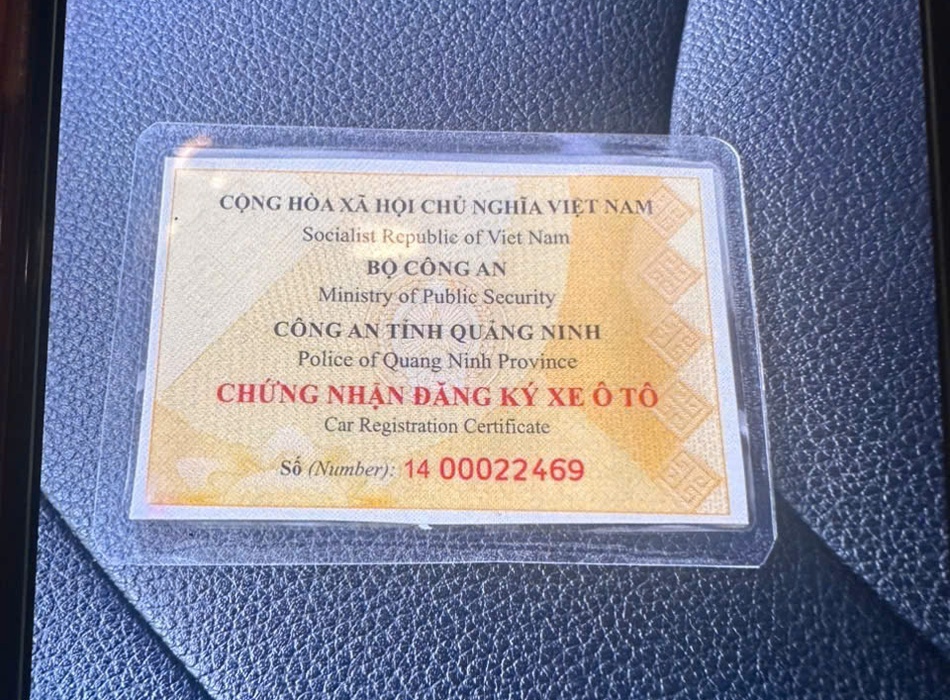 CỘNG HÒA XÃ HỘI CHỦ NGHĨA VIỆT NAM
Socialist Republic of Viet Nam
BỘ CÔNG AN
Ministry of Public Security
CÔNG AN TỈNH QUẢNG NINH
Police of Quang Ninh Province
CHỨNG NHẬN ĐĂNG KÝ XE Ô TÔ
Car Registration Certificate
Số (Number): 14 00022469